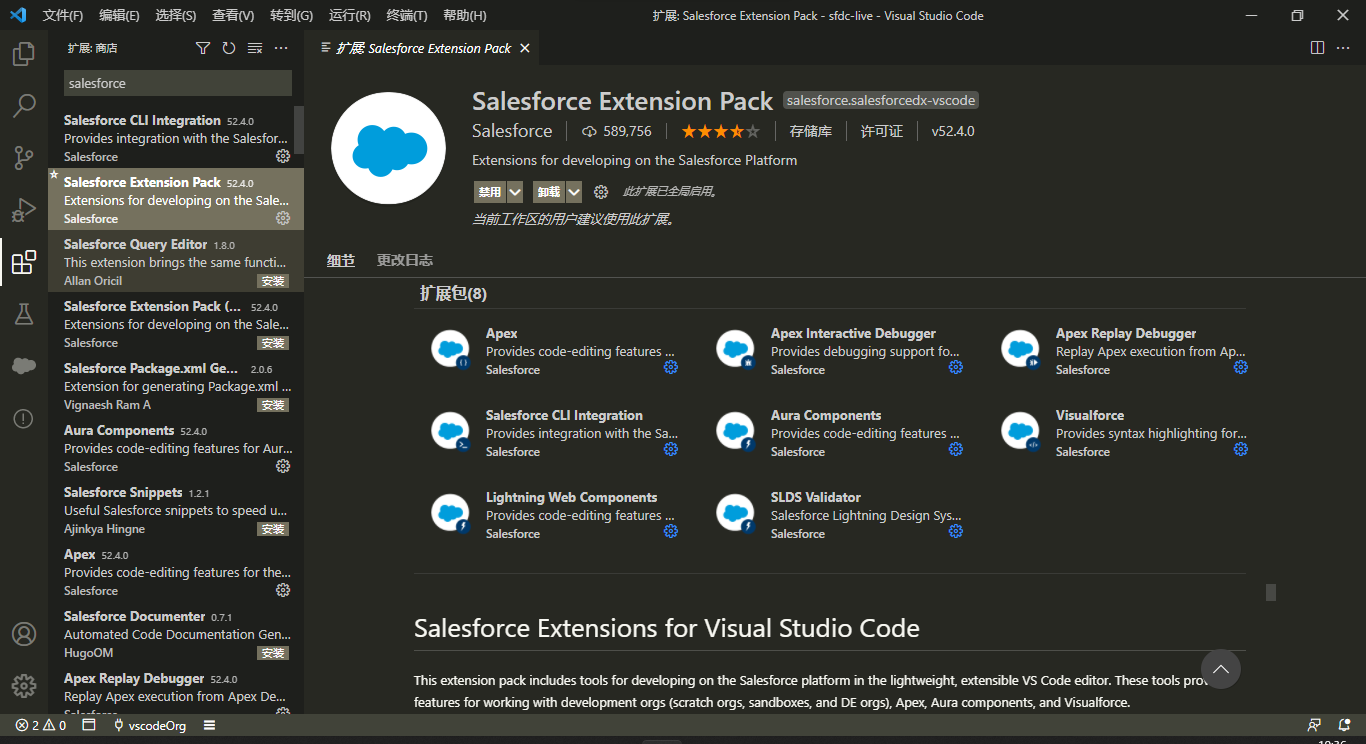 文件(F) 编辑(E) 选择(S) 查看(V) 转到(G) 运行(R) 终端(T) 帮助(H) 扩展: Salesforce Extension Pack - sfdc-live - Visual Studio Code
扩展: 商店
扩展 Salesforce Extension Pack
salesforce
Salesforce CLI Integration 52.4.0
Provides integration with the Salesfor...
Salesforce
Salesforce Extension Pack 52.4.0
Extensions for developing on the Sale...
Salesforce
Salesforce Query Editor 1.8.0
This extension brings the same functi...
Allan Oricil 安装
Salesforce Extension Pack (... 52.4.0
Extensions for developing on the Sale...
Salesforce 安装
Salesforce Package.xml Ge... 2.0.6
Extension for generating Package.xml ...
Vignaesh Ram A 安装
Aura Components 52.4.0
Provides code-editing features for Aur...
Salesforce
Salesforce Snippets 1.2.1
Useful Salesforce snippets to speed u...
Ajinkya Hingne 安装
Apex 52.4.0
Provides code-editing features for the...
Salesforce
Salesforce Documenter 0.7.1
Automated Code Documentation Gen...
HugoOM 安装
Apex Replay Debugger 52.4.0
Replay Apex execution from Apex De...
Salesforce
Salesforce Extension Pack salesforce.salesforcedx-vscode
Salesforce 589,756 存储库 许可证 v52.4.0
Extensions for developing on the Salesforce Platform
禁用 卸载 此扩展已全局启用。
当前工作区的用户建议使用此扩展。
细节 更改日志
扩展包(8)
Apex
Provides code-editing features ...
Salesforce
Apex Interactive Debugger
Provides debugging support fo...
Salesforce
Apex Replay Debugger
Replay Apex execution from Ap...
Salesforce
Salesforce CLI Integration
Provides integration with the Sa...
Salesforce
Aura Components
Provides code-editing features ...
Salesforce
Visualforce
Provides syntax highlighting for...
Salesforce
Lightning Web Components
Provides code-editing features ...
Salesforce
SLDS Validator
Salesforce Lightning Design Sys...
Salesforce
Salesforce Extensions for Visual Studio Code
This extension pack includes tools for developing on the Salesforce platform in the lightweight, extensible VS Code editor. These tools prov
features for working with development orgs (scratch orgs, sandboxes, and DE orgs), Apex, Aura components, and Visualforce.
2 0 vscodeOrg